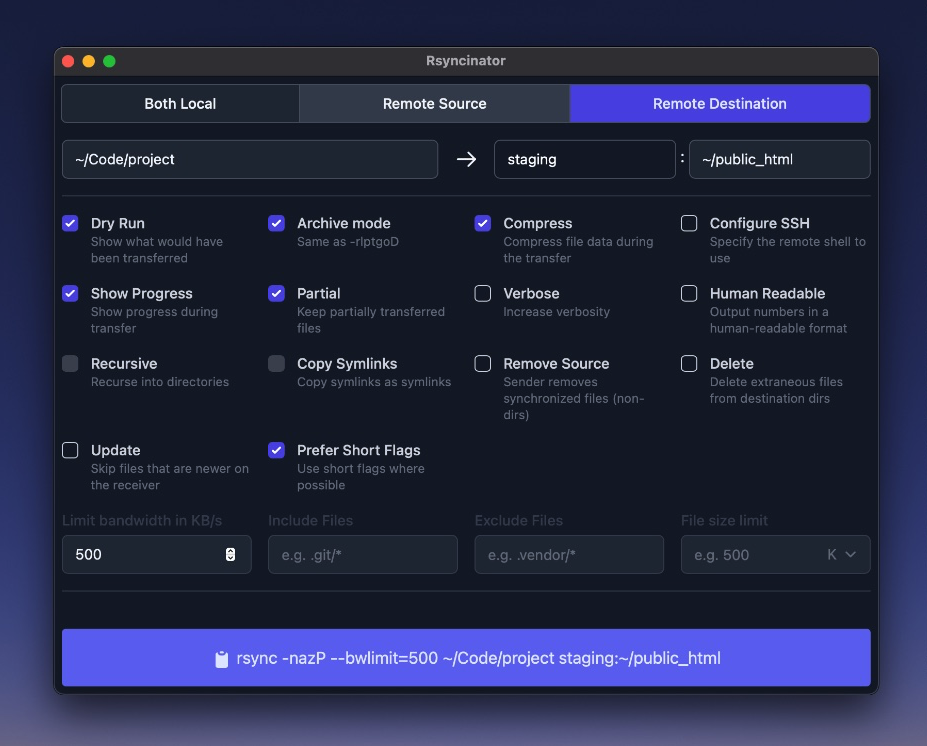 Rsyncinator
Both Local
Remote Source
Remote Destination
~/Code/project
→
staging
:
~/public_html
Dry Run
Show what would have
been transferred
Archive mode
Same as -rlptgoD
Compress
Compress file data during
the transfer
Configure SSH
Specify the remote shell to
use
Show Progress
Show progress during
transfer
Partial
Keep partially transferred
files
Verbose
Increase verbosity
Human Readable
Output numbers in a
human-readable format
Recursive
Recurse into directories
Copy Symlinks
Copy symlinks as symlinks
Remove Source
Sender removes
synchronized files (non-
dirs)
Delete
Delete extraneous files
from destination dirs
Update
Skip files that are newer on
the receiver
Prefer Short Flags
Use short flags where
possible
Limit bandwidth in KB/s
Include Files
Exclude Files
File size limit
500
e.g. .git/*
e.g. .vendor/*
e.g. 500
K
rsync -nazP --bwlimit=500 ~/Code/project staging:~/public_html